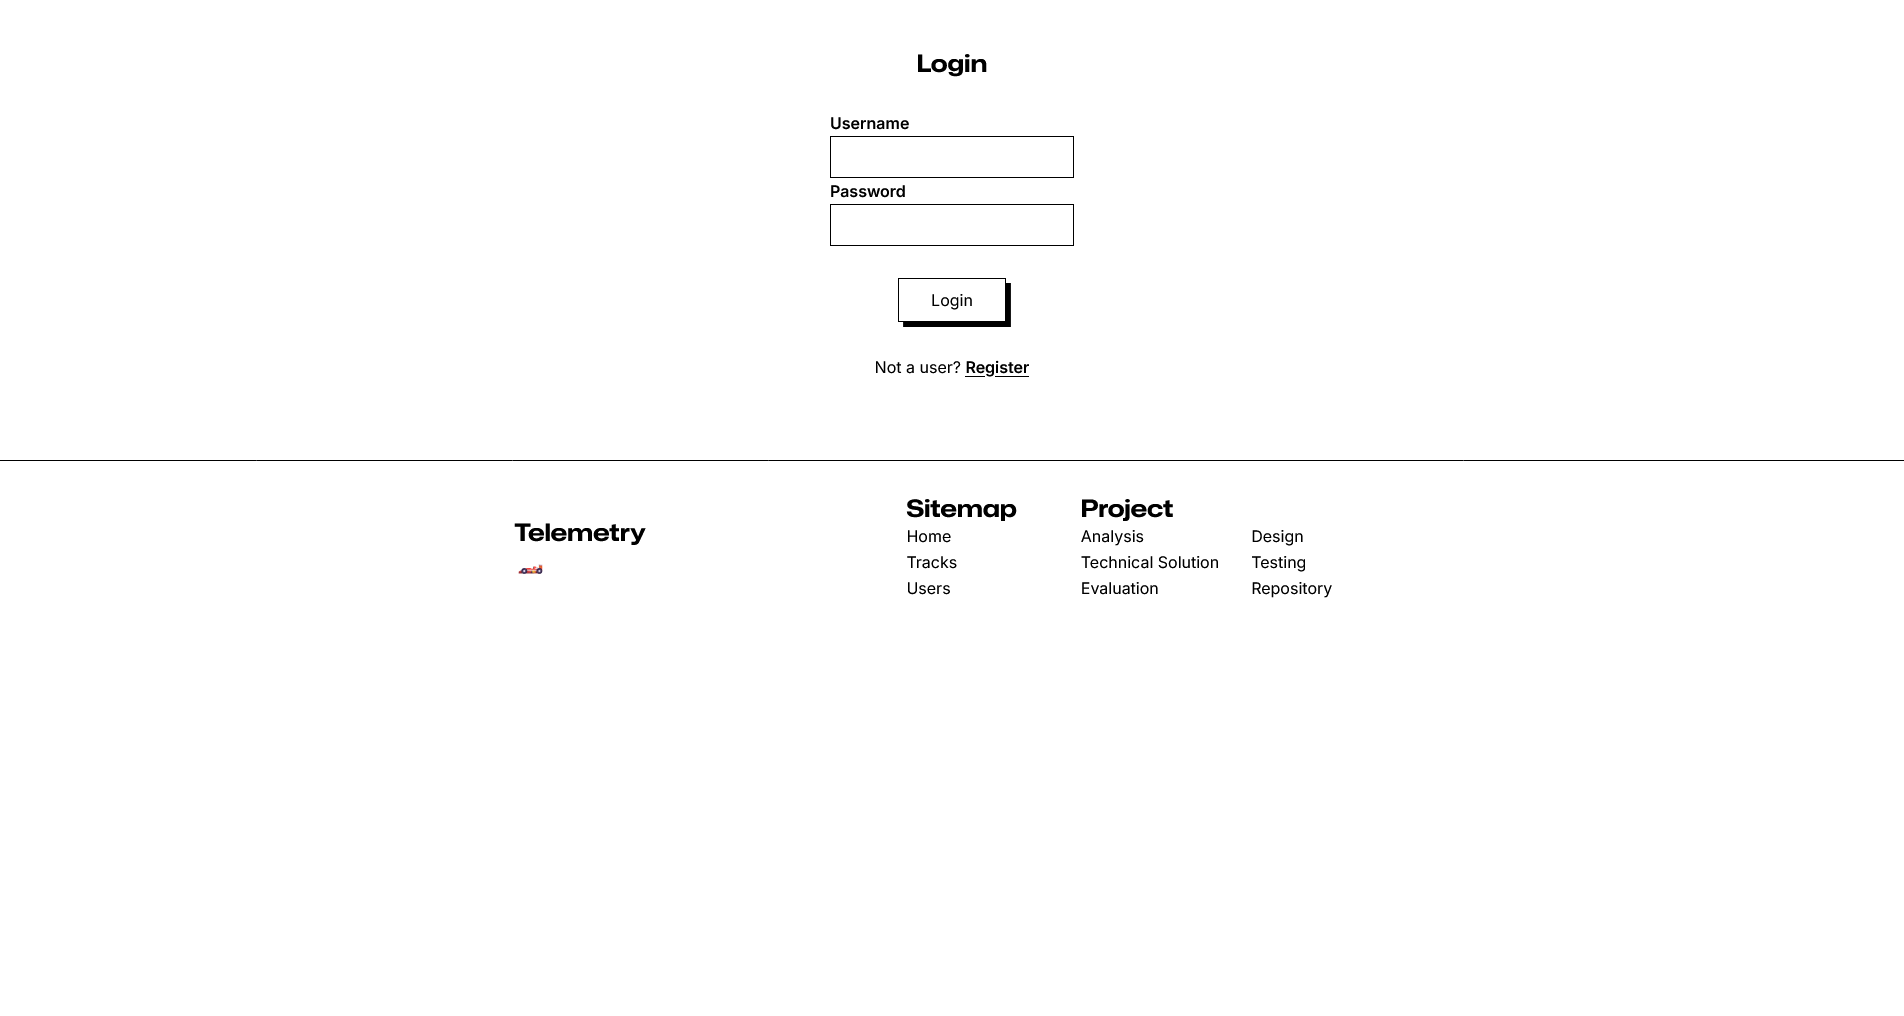 Login
Username
Password
Login
Not a user? Register
Telemetry
Sitemap
Home
Tracks
Users
Project
Analysis
Technical Solution
Evaluation
Design
Testing
Repository